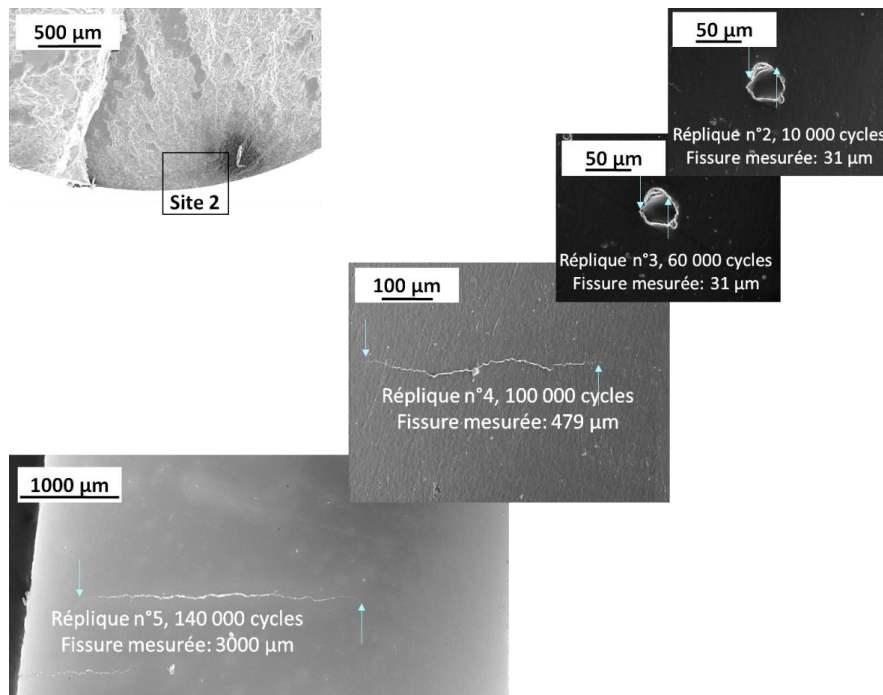 500 µm
Site 2
50 µm
Réplique n°2, 10 000 cycles
Fissure mesurée: 31 µm
50 µm
Réplique n°3, 60 000 cycles
Fissure mesurée: 31 µm
100 µm
Réplique n°4, 100 000 cycles
Fissure mesurée: 479 µm
1000 µm
Réplique n°5, 140 000 cycles
Fissure mesurée: 3000 µm